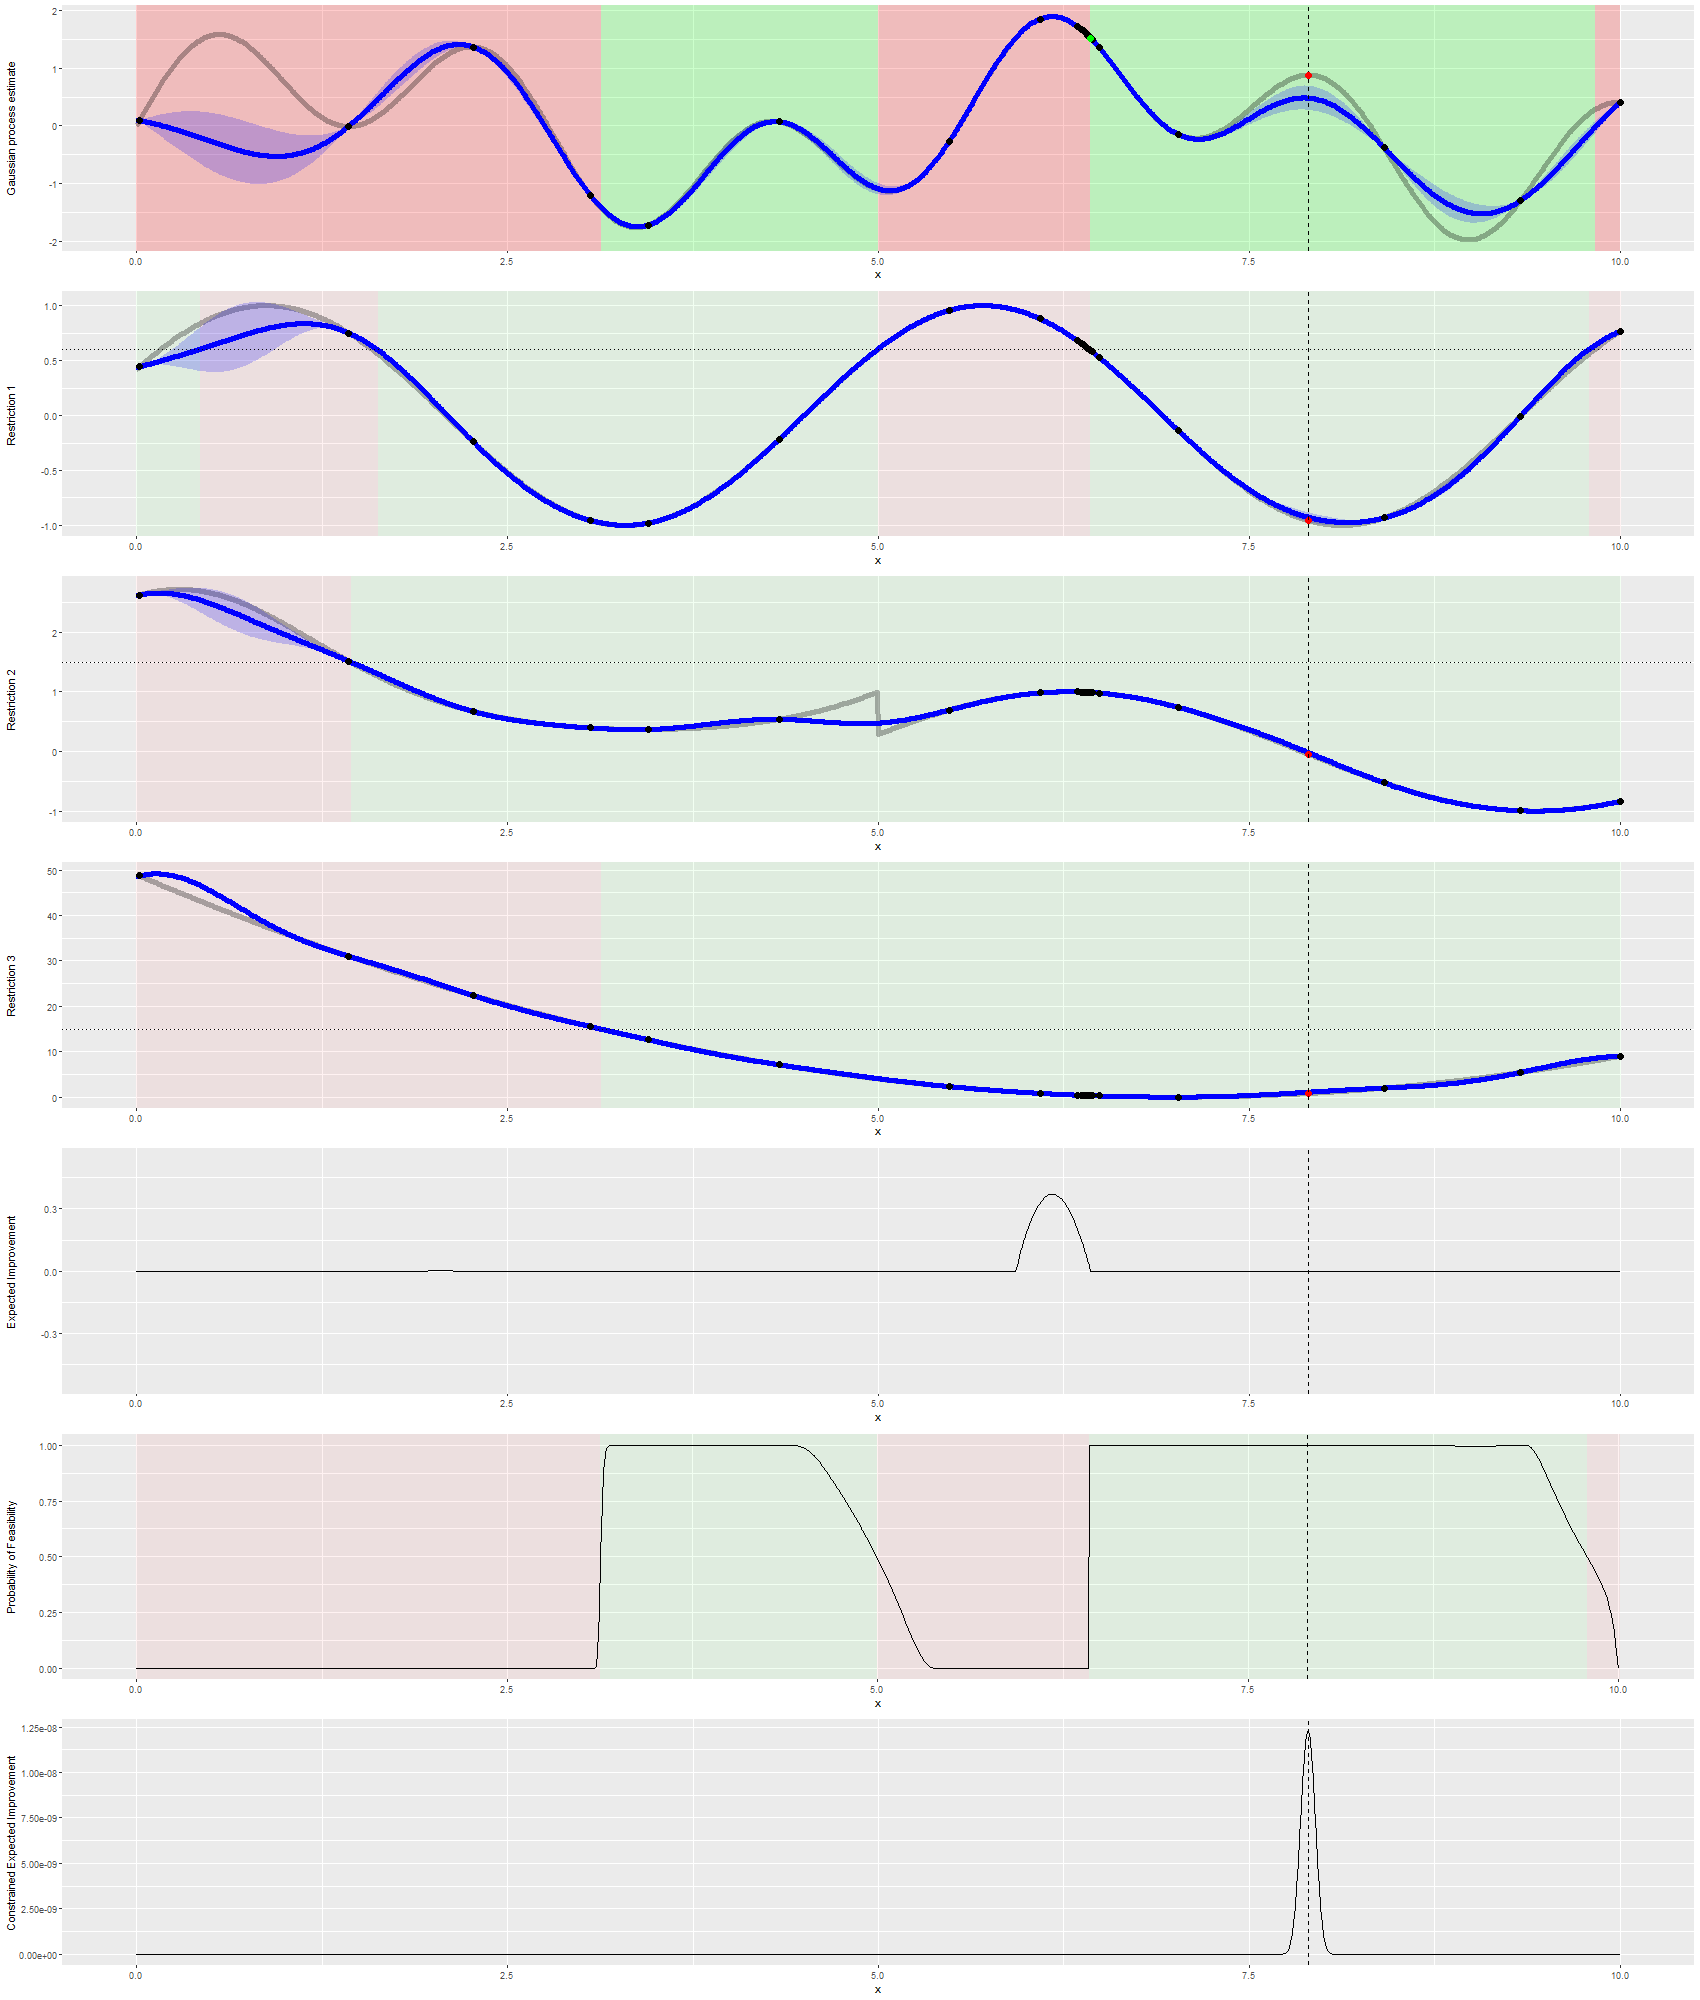 Gaussian process estimate
2
1
0
-1
-2
0.0 2.5 5.0 7.5 10.0
x
Restriction 1
1.0
0.5
0.0
-0.5
-1.0
0.0 2.5 5.0 7.5 10.0
x
Restriction 2
2
1
0
-1
0.0 2.5 5.0 7.5 10.0
x
Restriction 3
50
40
30
20
10
0
0.0 2.5 5.0 7.5 10.0
x
Expected Improvement
0.3
0.0
-0.3
0.0 2.5 5.0 7.5 10.0
x
Probability of Feasibility
1.00
0.75
0.50
0.25
0.00
0.0 2.5 5.0 7.5 10.0
x
Constrained Expected Improvement
1.25e-08
1.00e-08
7.50e-09
5.00e-09
2.50e-09
0.00e+00
0.0 2.5 5.0 7.5 10.0
x